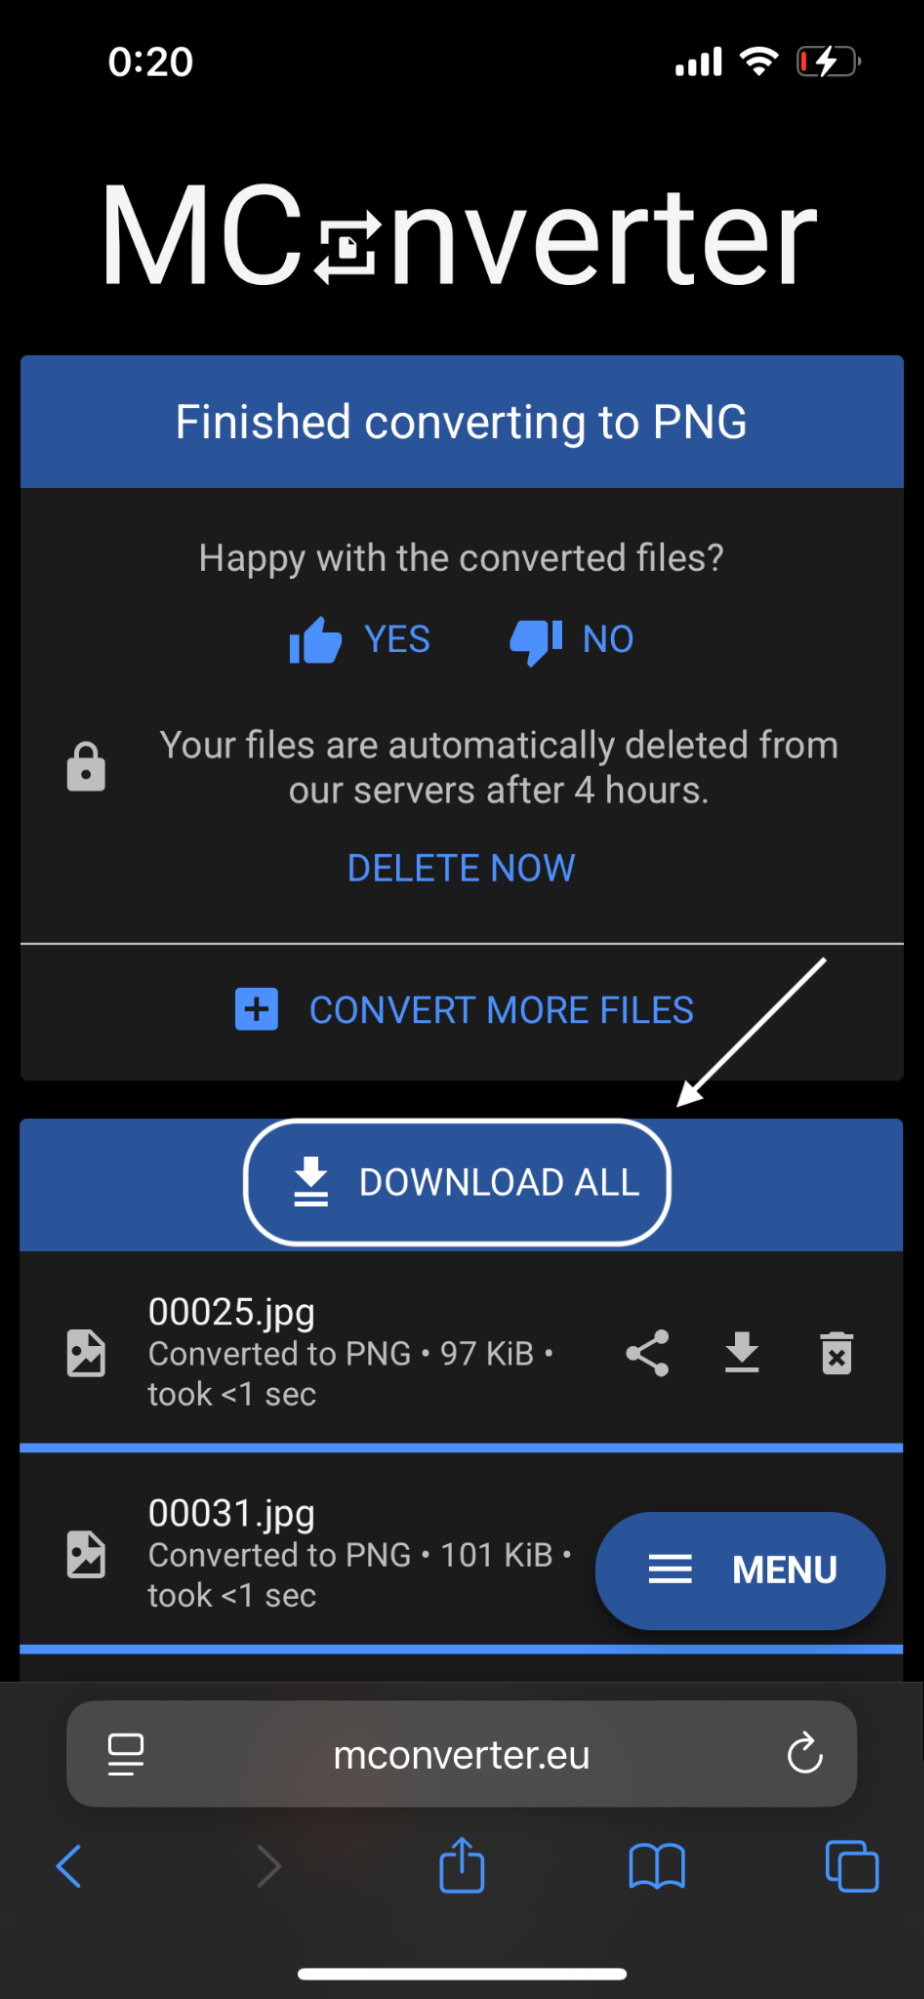 0:20
MConverter
Finished converting to PNG
Happy with the converted files?
YES NO
Your files are automatically deleted from
our servers after 4 hours.
DELETE NOW
CONVERT MORE FILES
DOWNLOAD ALL
00025.jpg
Converted to PNG • 97 KiB •
took <1 sec
00031.jpg
Converted to PNG • 101 KiB •
took <1 sec
MENU
mconverter.eu